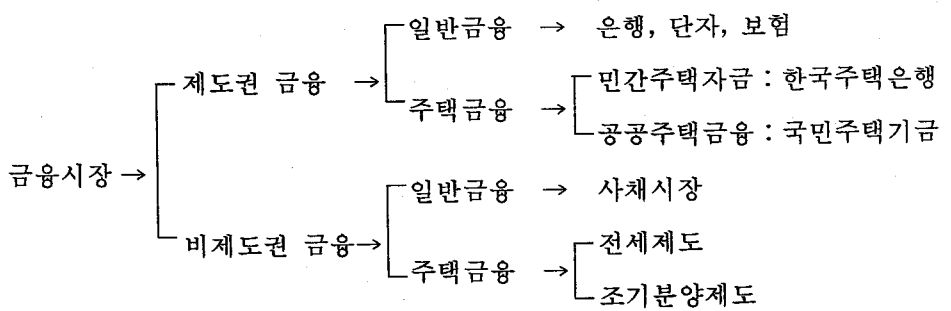 일반금융 → 은행, 단자, 보험
제도권 금융 →
민간주택자금 : 한국주택은행
주택금융 →
공공주택금융 : 국민주택기금
금융시장 →
일반금융 → 사채시장
비제도권 금융→
전세제도
주택금융 →
조기분양제도